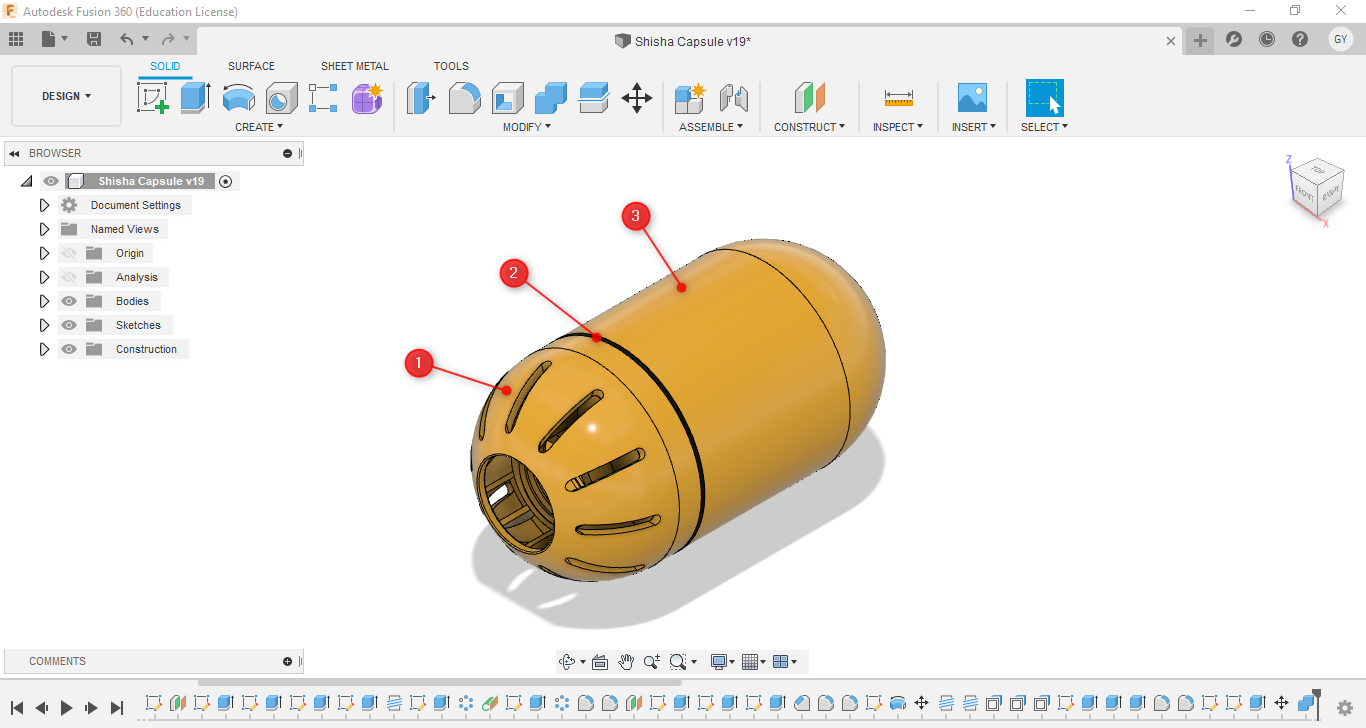 Autodesk Fusion 360 (Education License)
Shisha Capsule v19*
GY
SOLID SURFACE SHEET METAL TOOLS
DESIGN
CREATE MODIFY ASSEMBLE CONSTRUCT INSPECT INSERT SELECT
BROWSER
Shisha Capsule v19
Document Settings
Named Views
Origin
Analysis
Bodies
Sketches
Construction
Z
TOP
FRONT RIGHT
X
3
2
1
COMMENTS